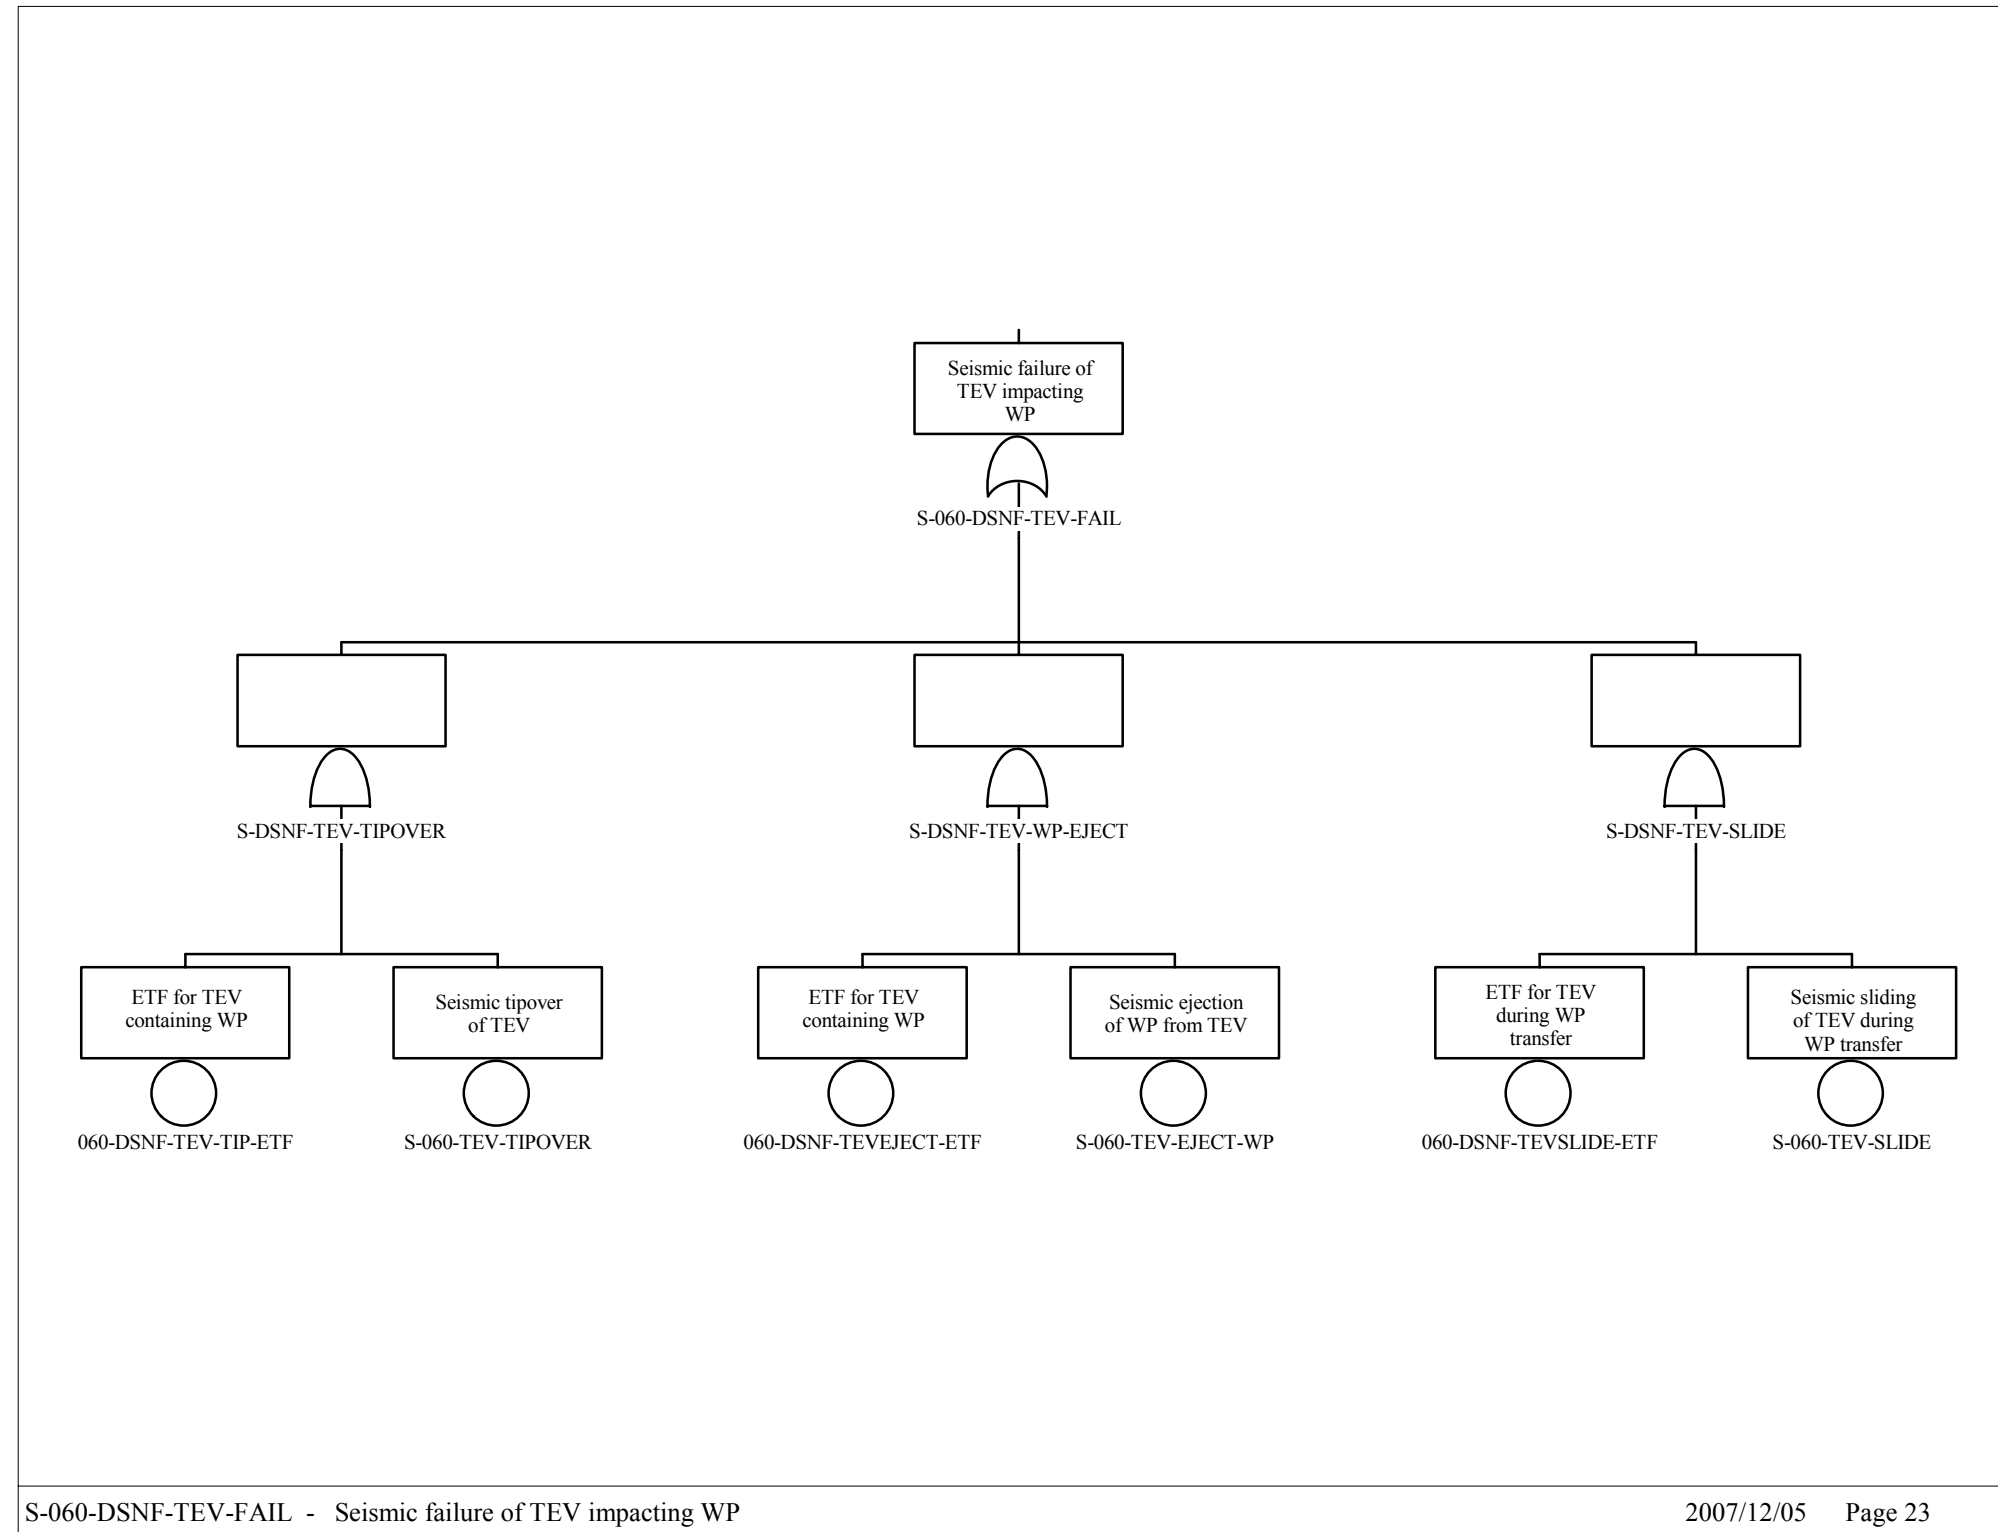 Seismic failure of
TEV impacting
WP
S-060-DSNF-TEV-FAIL
S-DSNF-TEV-TIPOVER
S-DSNF-TEV-WP-EJECT
S-DSNF-TEV-SLIDE
ETF for TEV
containing WP
Seismic tipover
of TEV
ETF for TEV
containing WP
Seismic ejection
of WP from TEV
ETF for TEV
during WP
transfer
Seismic sliding
of TEV during
WP transfer
060-DSNF-TEV-TIP-ETF
S-060-TEV-TIPOVER
060-DSNF-TEVEJECT-ETF
S-060-TEV-EJECT-WP
060-DSNF-TEVSLIDE-ETF
S-060-TEV-SLIDE
S-060-DSNF-TEV-FAIL - Seismic failure of TEV impacting WP
2007/12/05 Page 23